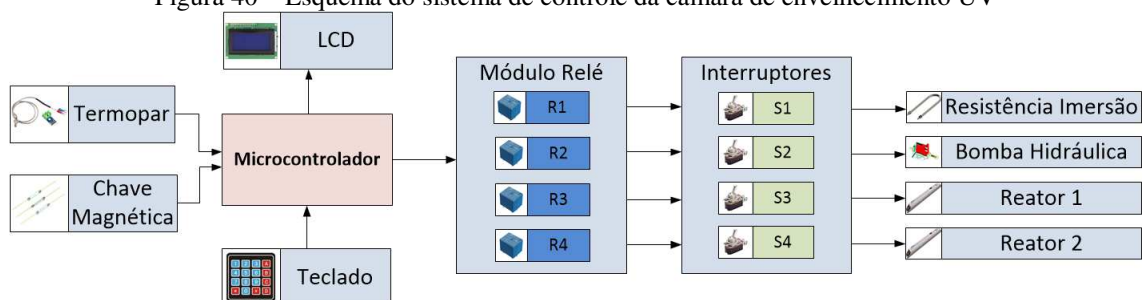 Figura 40 – Esquema do sistema de controle da câmara de envelhecimento UV
LCD
Termopar
Chave
Magnética
Microcontrolador
Teclado
Módulo Relé
R1
R2
R3
R4
Interruptores
S1
S2
S3
S4
Resistência Imersão
Bomba Hidráulica
Reator 1
Reator 2